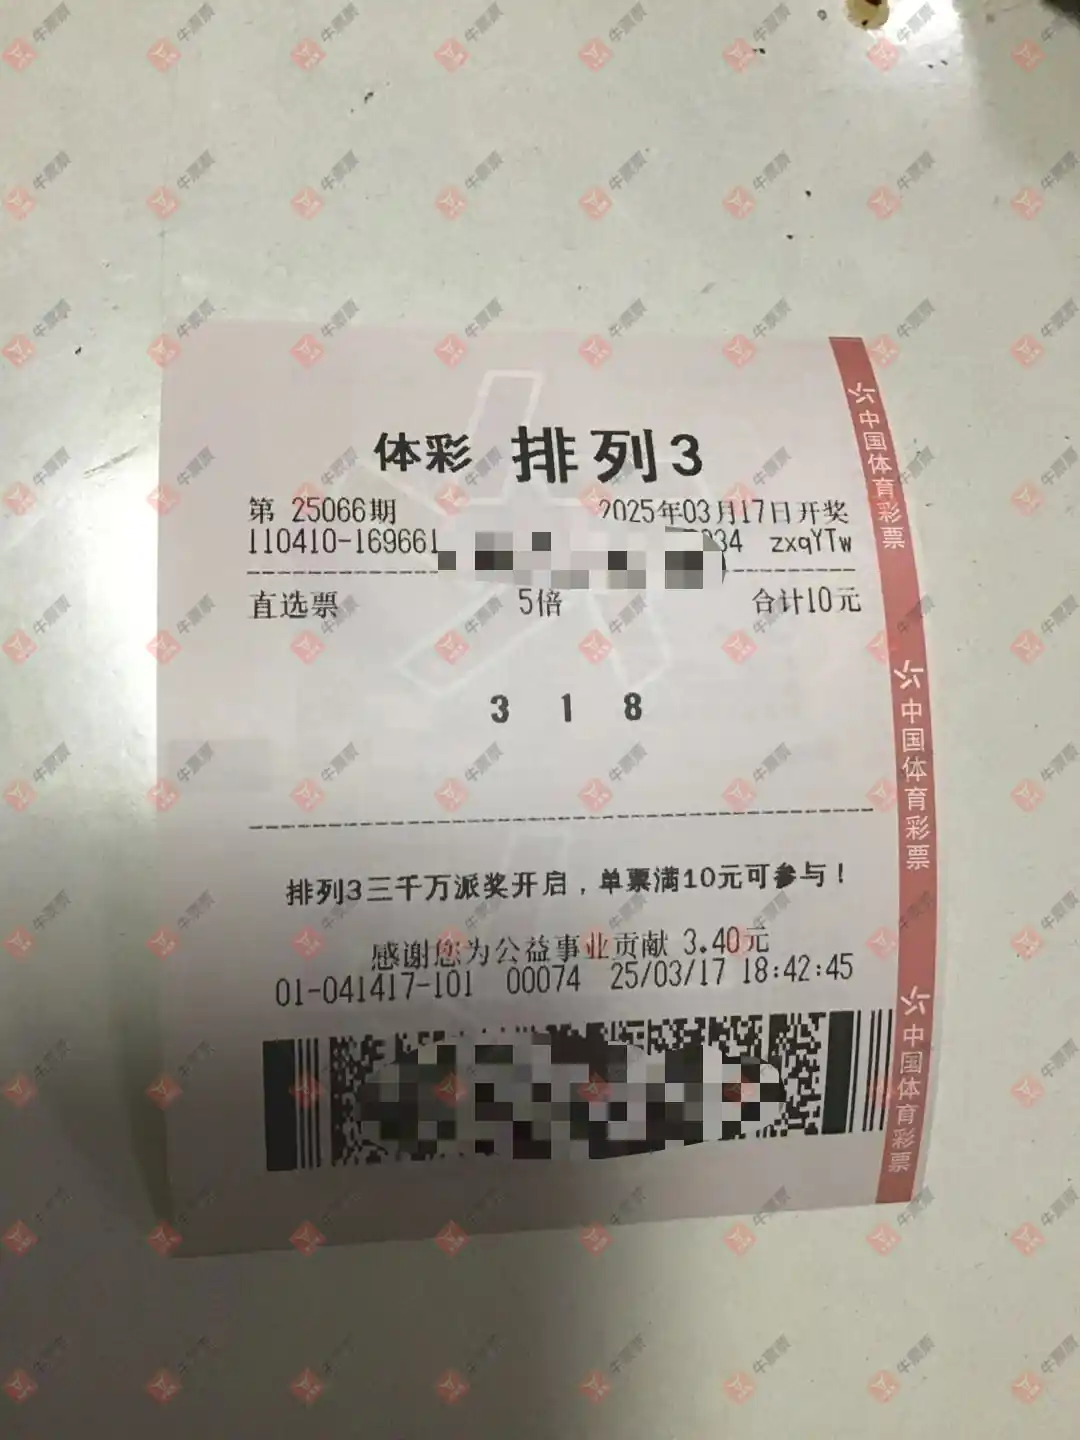 体彩 排列3
第 25066期 2025年03月17日开奖
110410-169661 34 zxqYTw
直选票 5倍 合计10元
3 1 8
排列3三千万派奖开启，单票满10元可参与！
感谢您为公益事业贡献 3.40元
01-041417-101 00074 25/03/17 18:42:45
中国体育彩票
中国体育彩票
中国体育彩票
牛票票